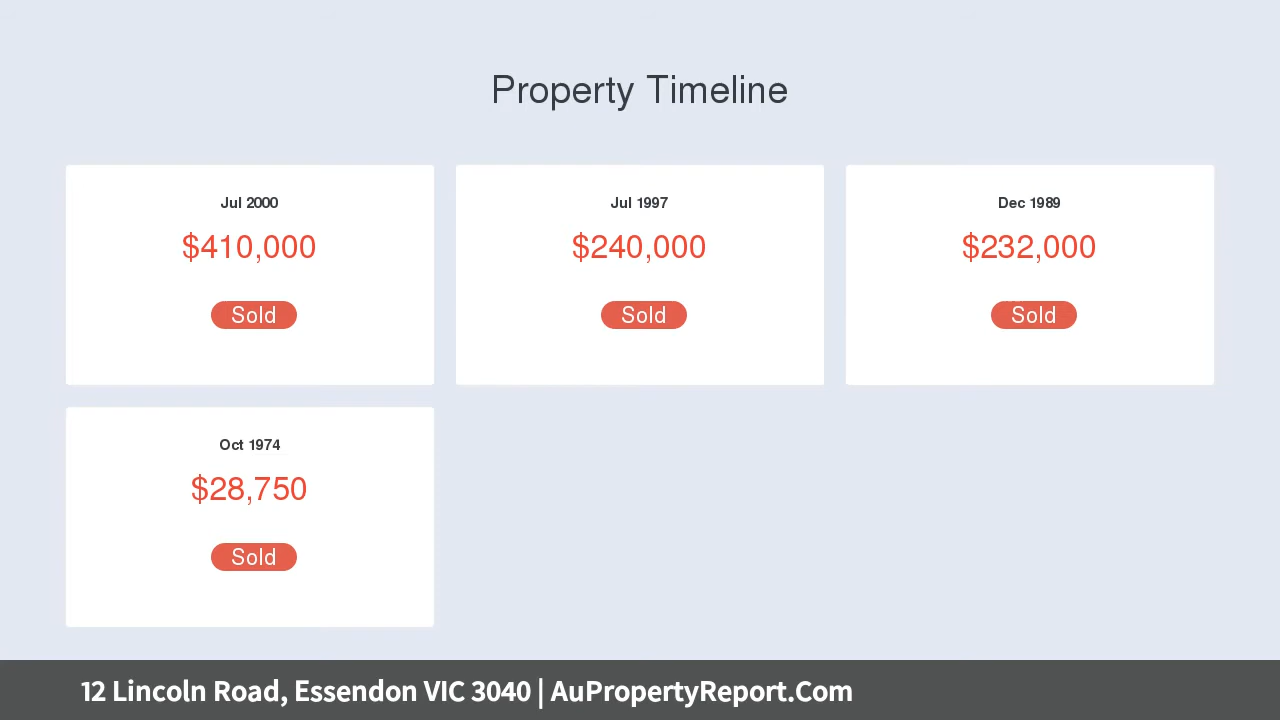 Property Timeline
Jul 2000
$410,000
Sold
Jul 1997
$240,000
Sold
Dec 1989
$232,000
Sold
Oct 1974
$28,750
Sold
12 Lincoln Road, Essendon VIC 3040 | AuPropertyReport.Com